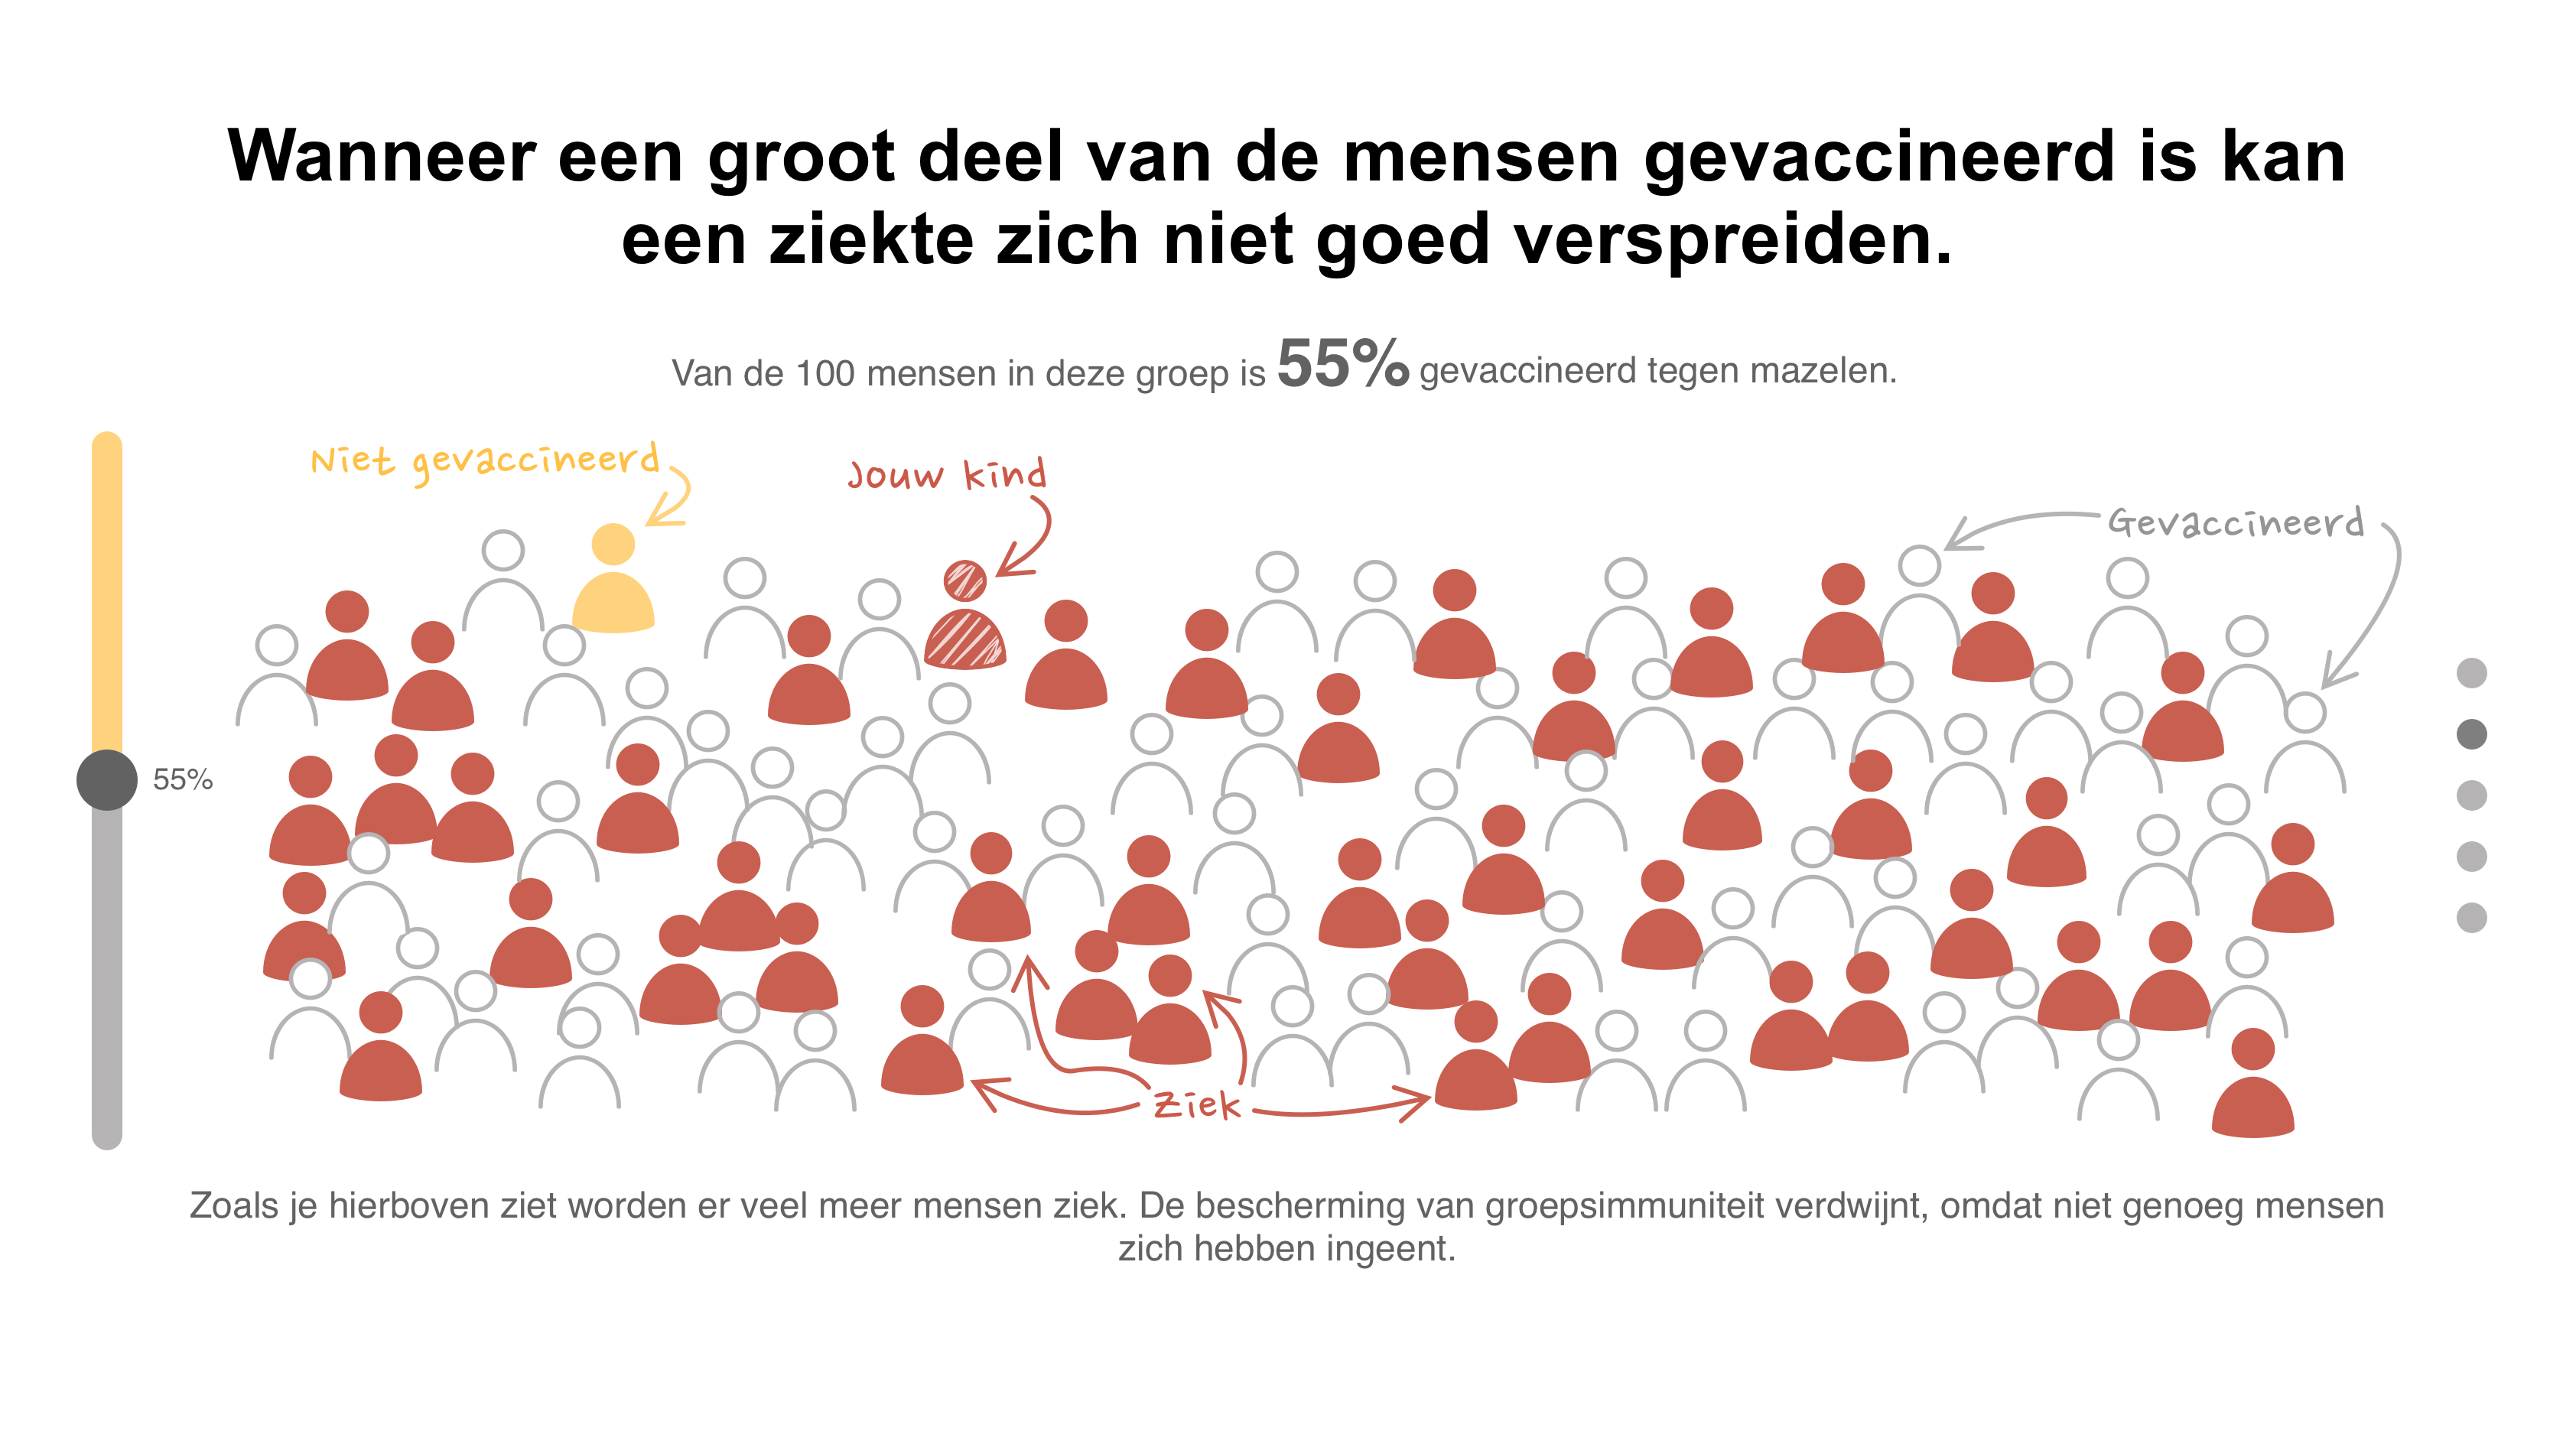 Wanneer een groot deel van de mensen gevaccineerd is kan
een ziekte zich niet goed verspreiden.
Van de 100 mensen in deze groep is 55% gevaccineerd tegen mazelen.
Niet gevaccineerd
Jouw kind
Gevaccineerd
55%
Ziek
Zoals je hierboven ziet worden er veel meer mensen ziek. De bescherming van groepsimmuniteit verdwijnt, omdat niet genoeg mensen
zich hebben ingeent.